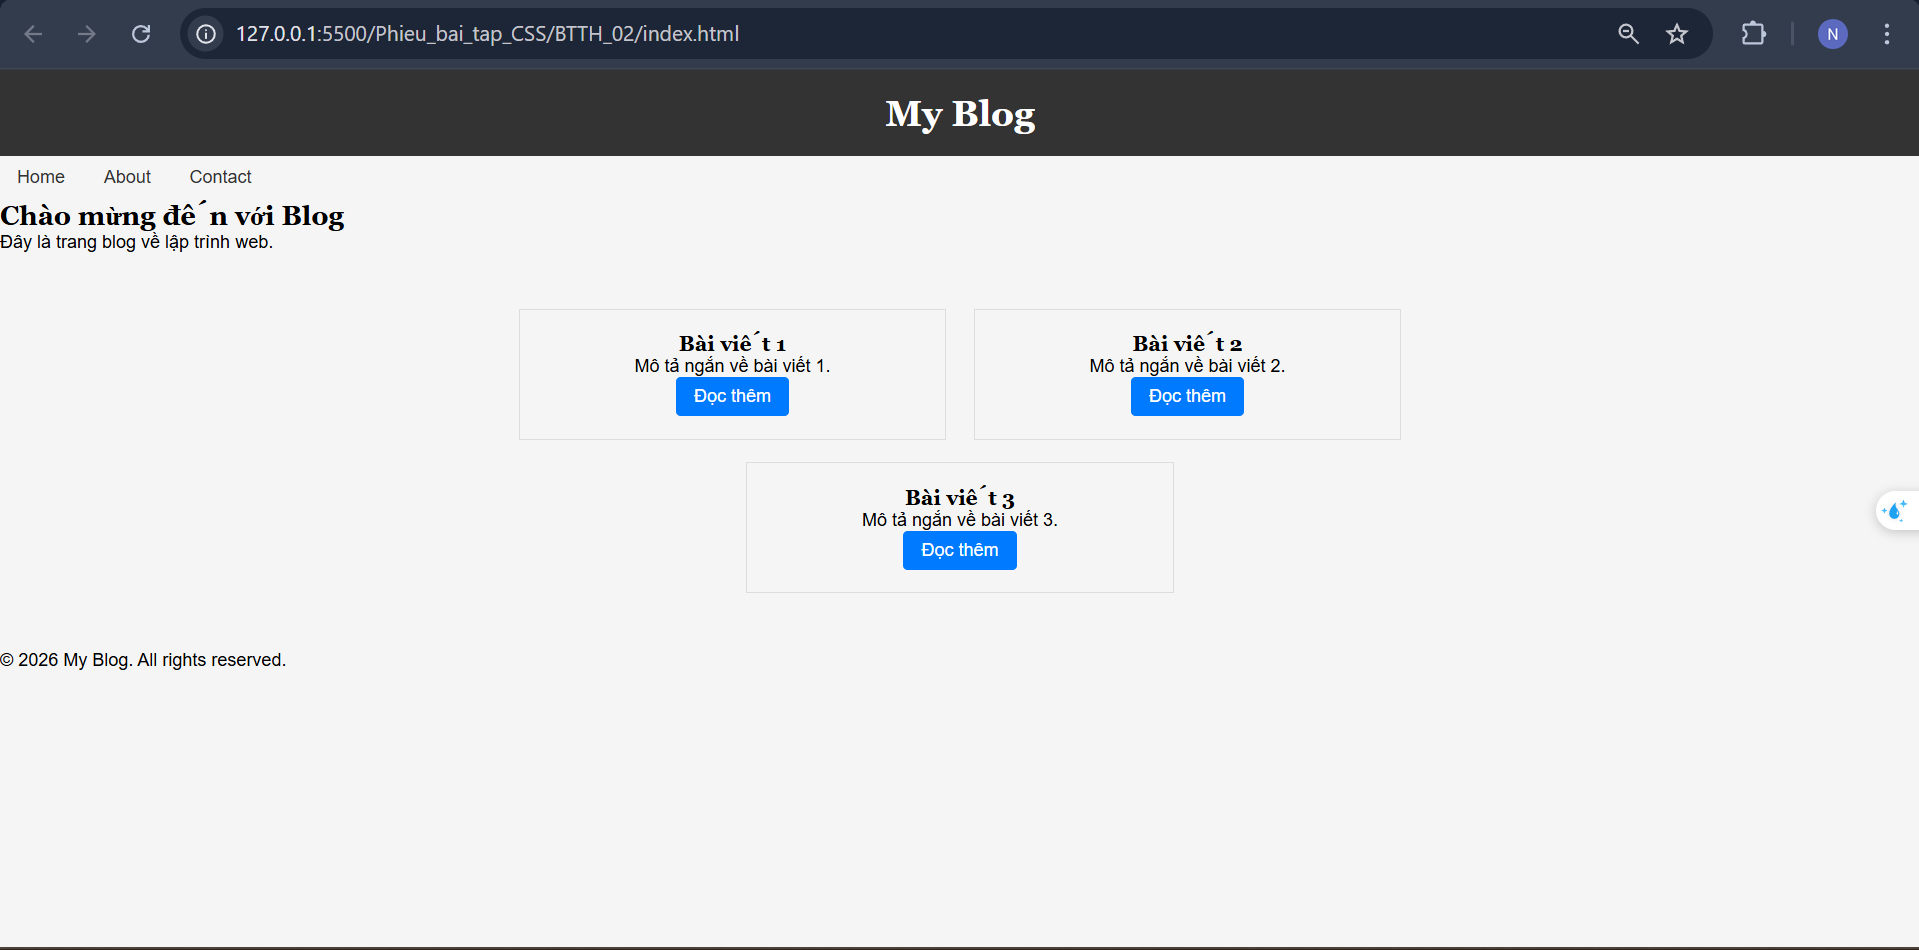 127.0.0.1:5500/Phieu_bai_tap_CSS/BTTH_02/index.html
N
My Blog
Home About Contact
Chào mừng đến với Blog
Đây là trang blog về lập trình web.
Bài viết 1
Mô tả ngắn về bài viết 1.
Đọc thêm
Bài viết 2
Mô tả ngắn về bài viết 2.
Đọc thêm
Bài viết 3
Mô tả ngắn về bài viết 3.
Đọc thêm
© 2026 My Blog. All rights reserved.